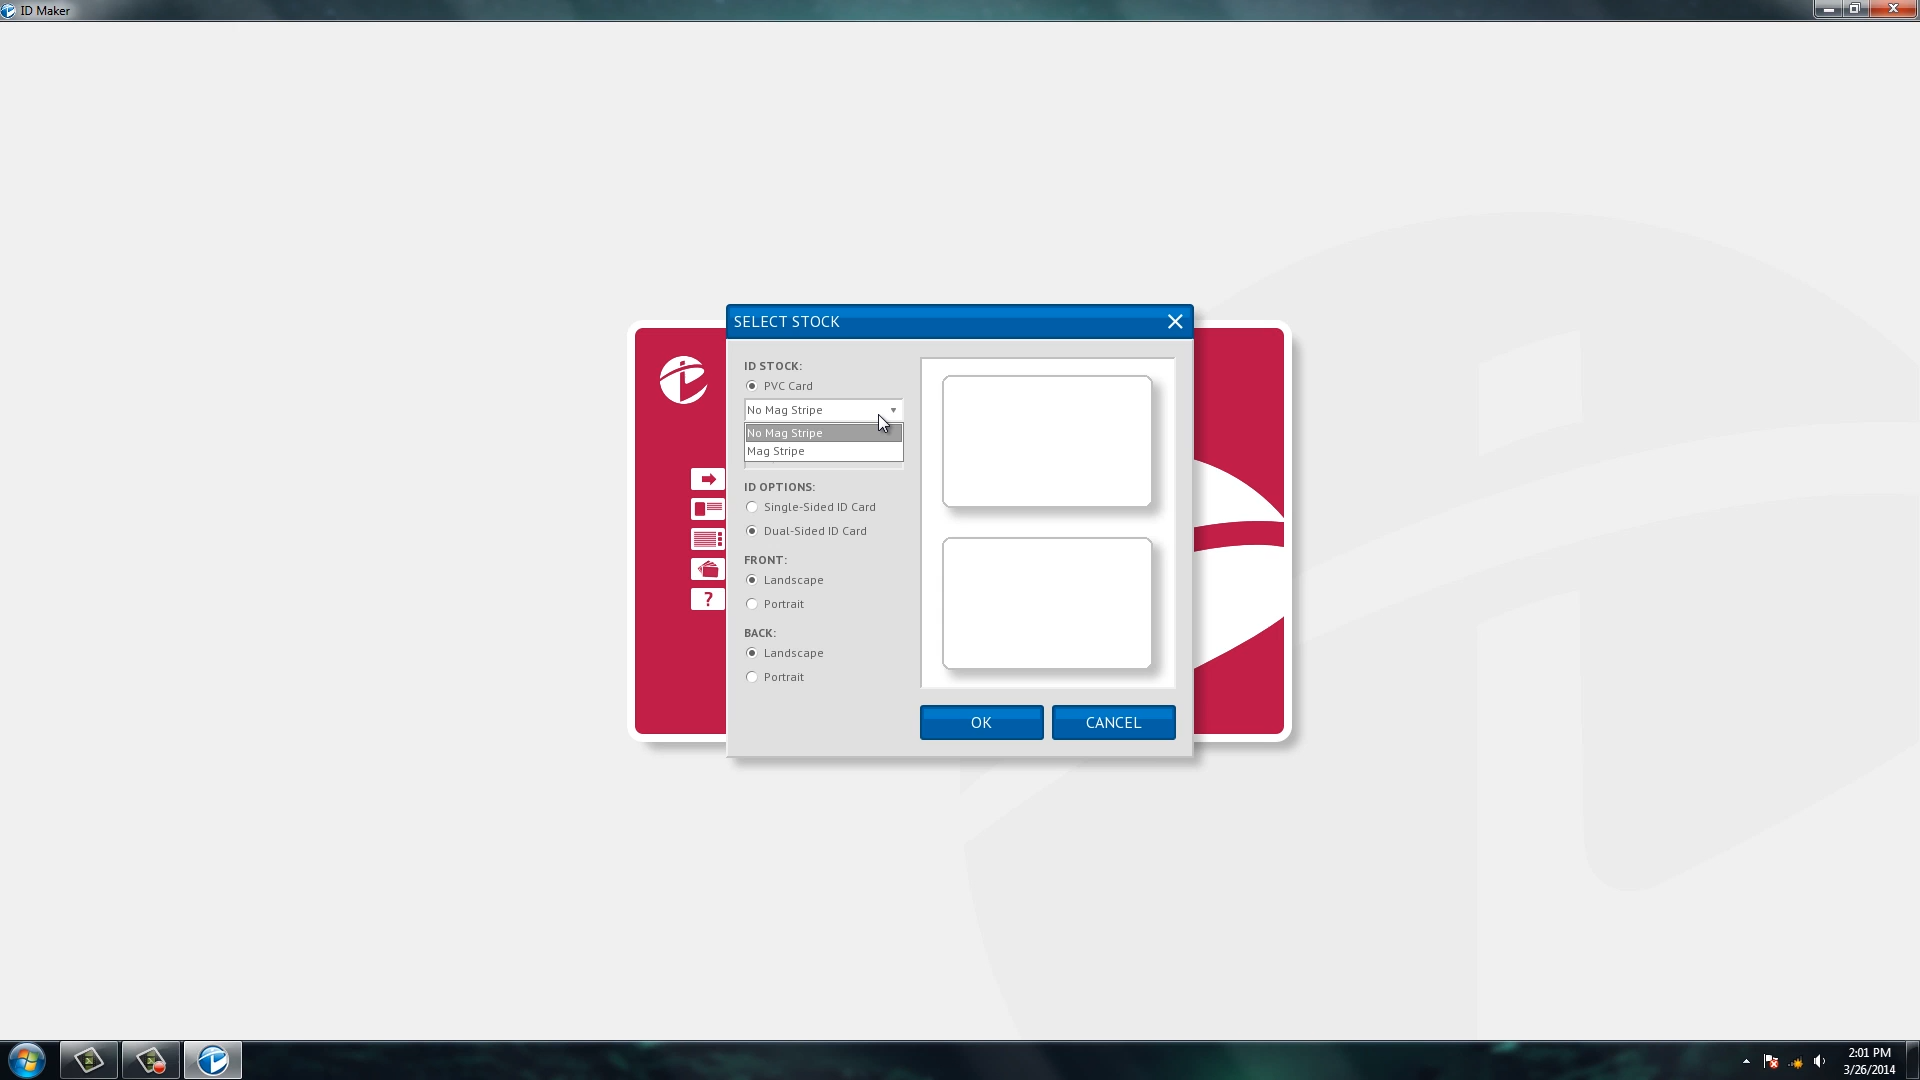 ID Maker
SELECT STOCK
ID STOCK:
PVC Card
No Mag Stripe
No Mag Stripe
Mag Stripe
ID OPTIONS:
Single-Sided ID Card
Dual-Sided ID Card
FRONT:
Landscape
Portrait
BACK:
Landscape
Portrait
OK
CANCEL
?
2:01 PM
3/26/2014